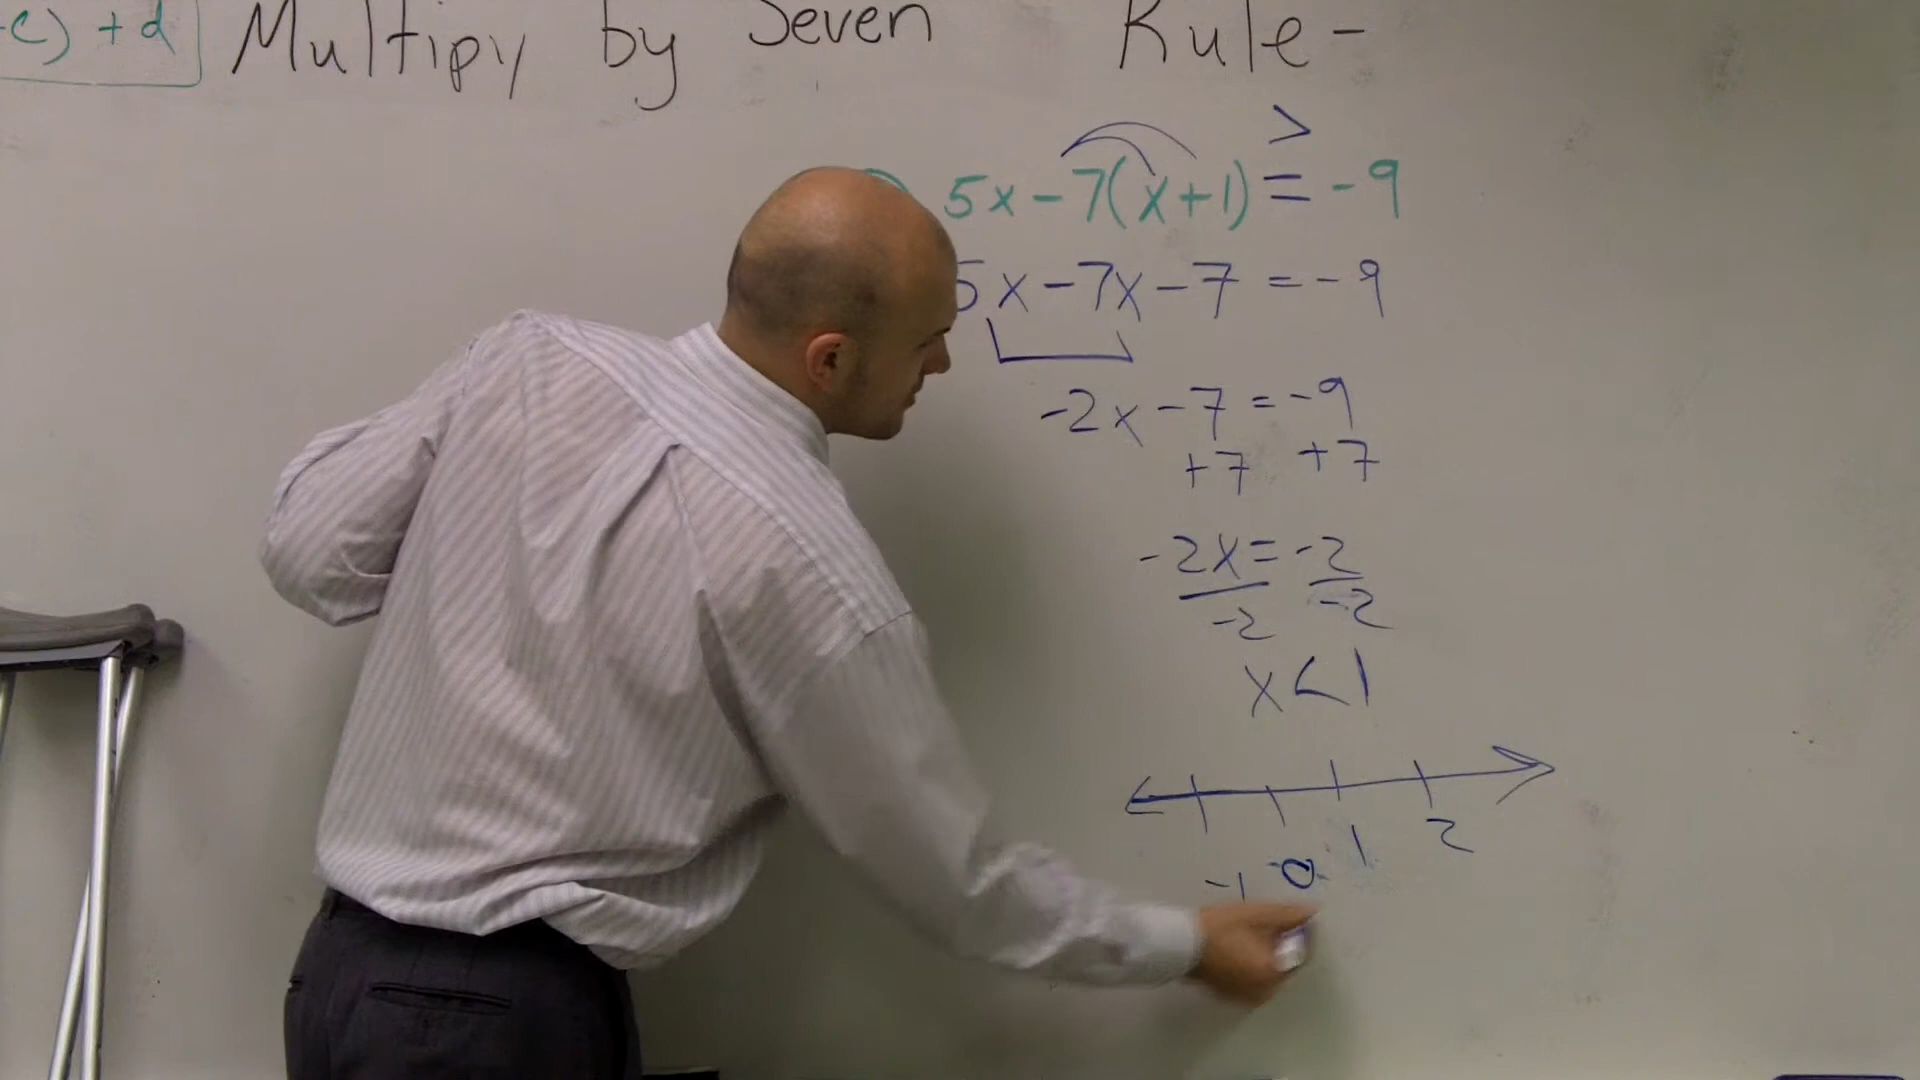 -c) + d
Multipy by Seven Rule-
>
5x - 7(x+1) = -9
5x - 7x - 7 = -9
-2x - 7 = -9
+7 +7
-2x = -2
-2 -2
x < 1
-1 0 1 2